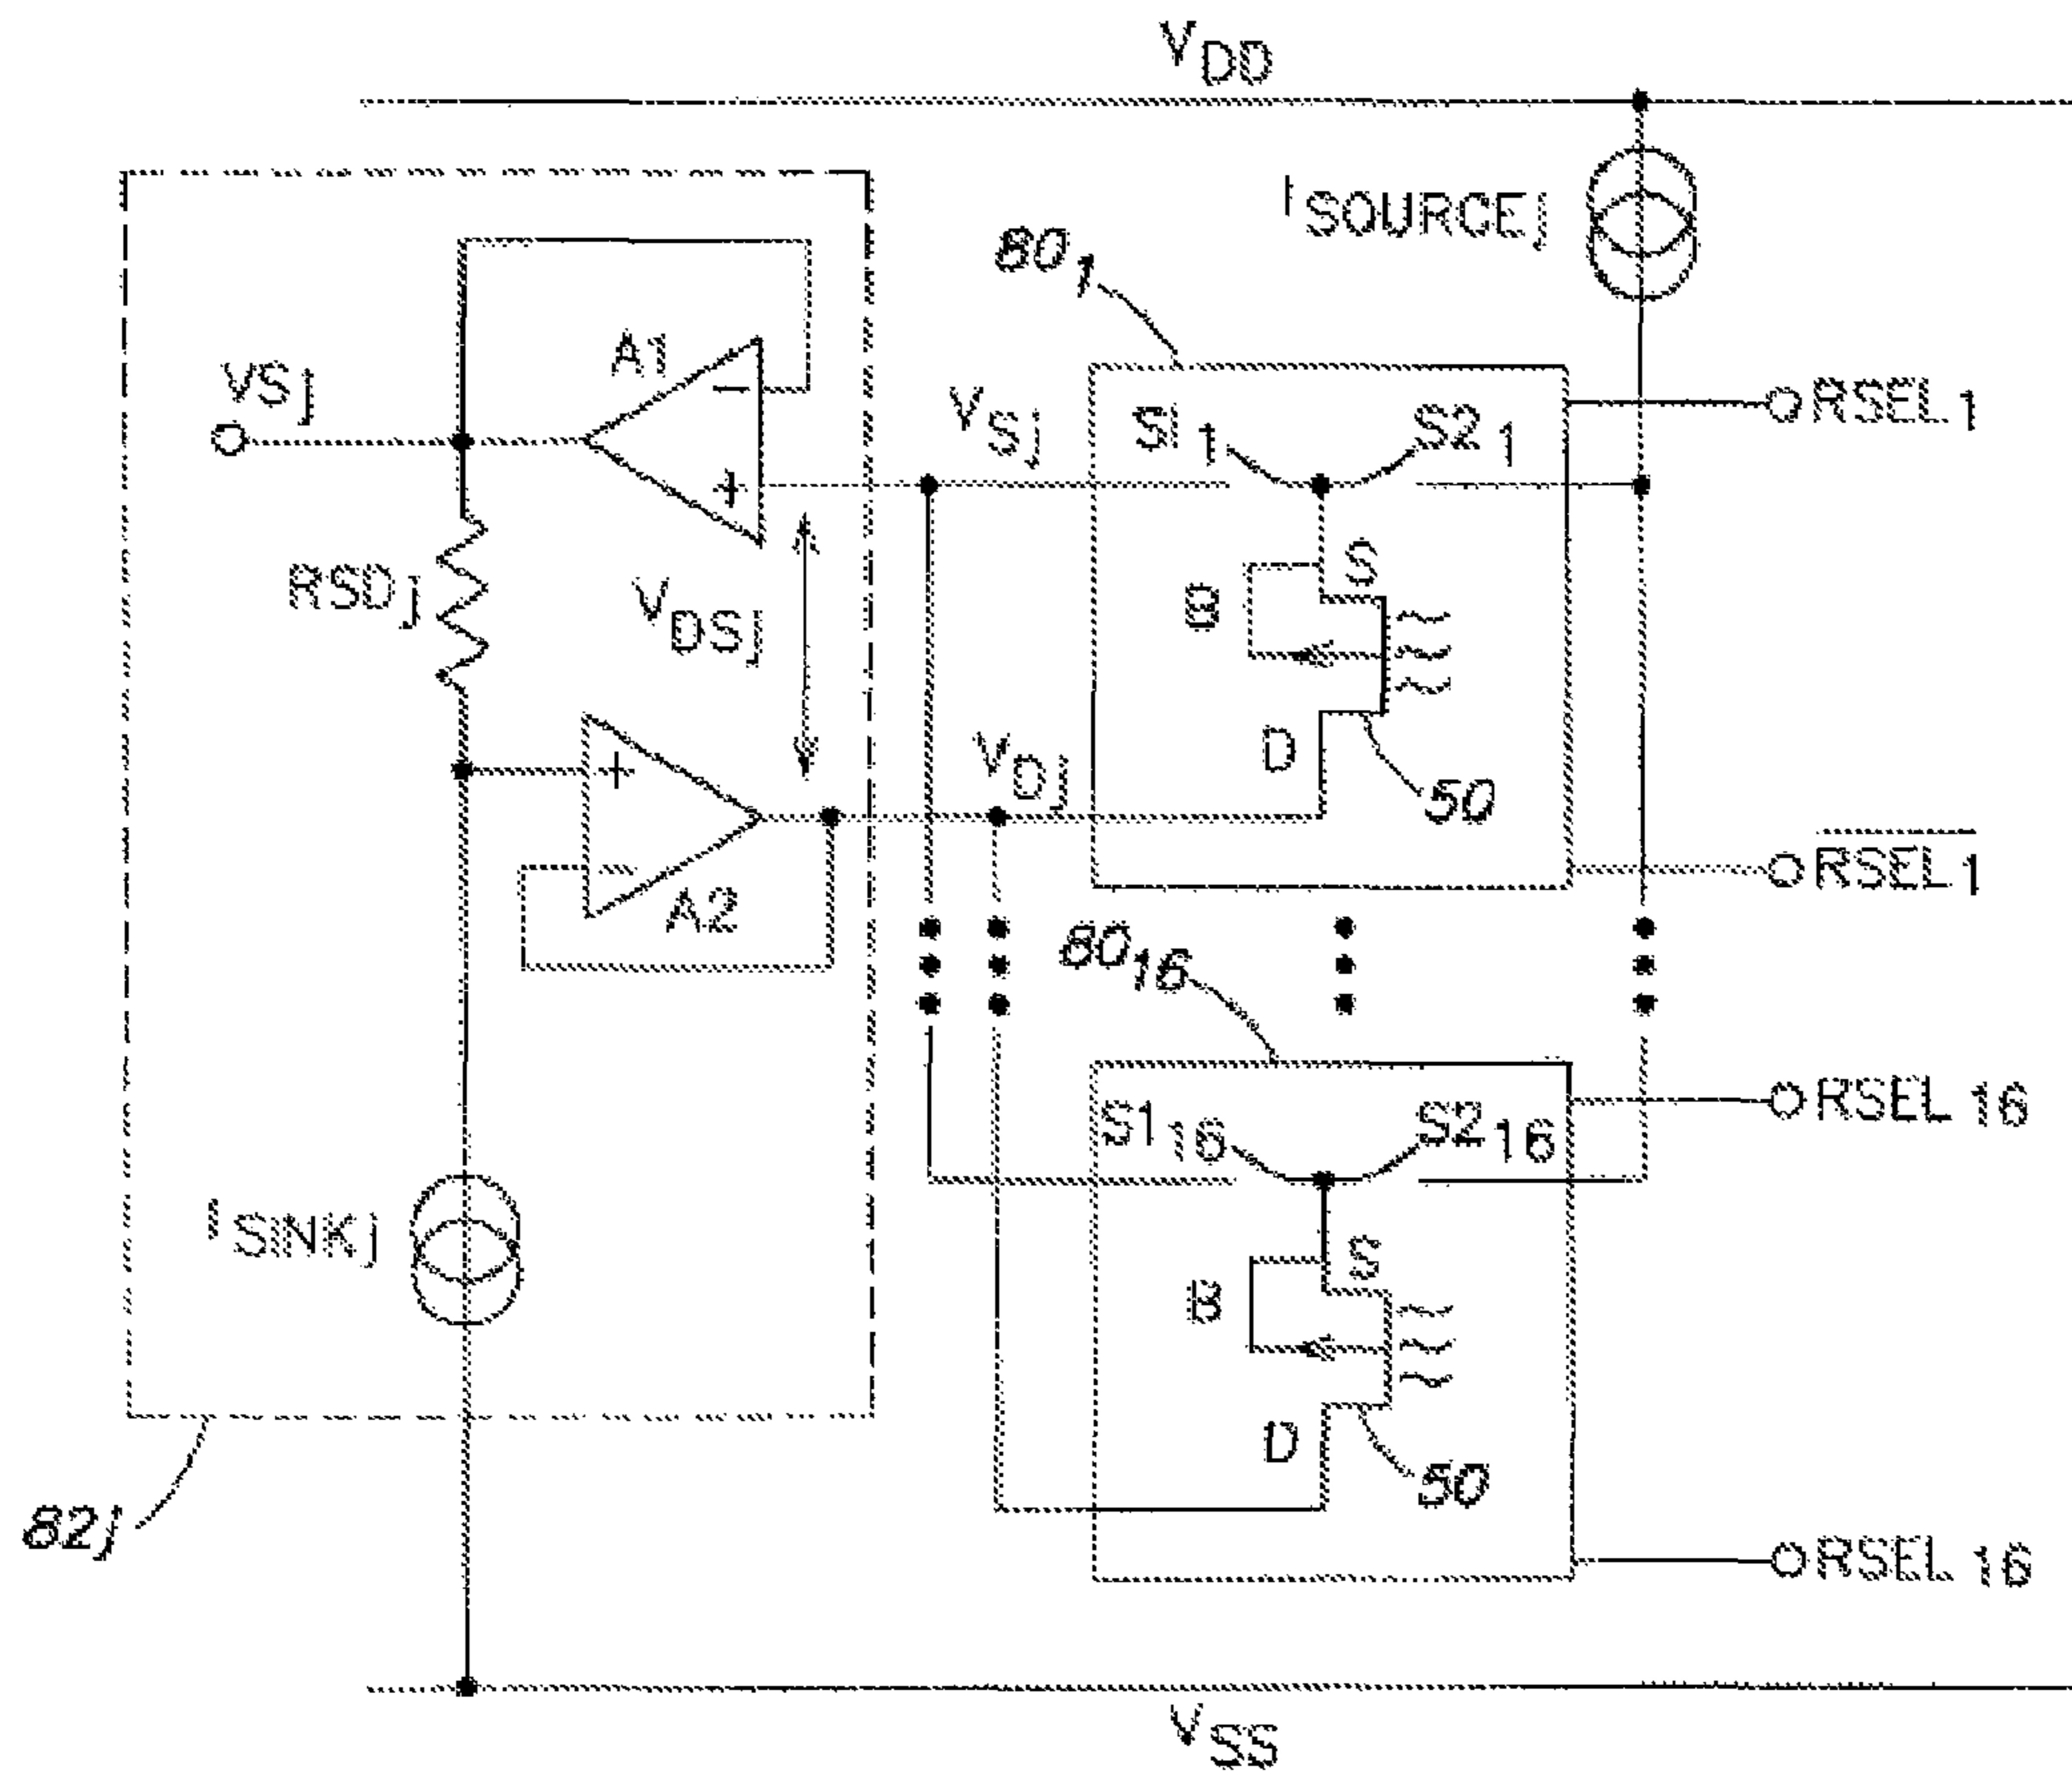 VDD
ISOURCEj
801
A1
VSj
VSj
S11
S21
RSEL1
−
+
RSDj
VDSj
S
B
D
50
VDj
+
−
A2
RSEL1
8016
RSEL16
S116
S216
S
B
D
50
ISINKj
82j
RSEL16
VSS